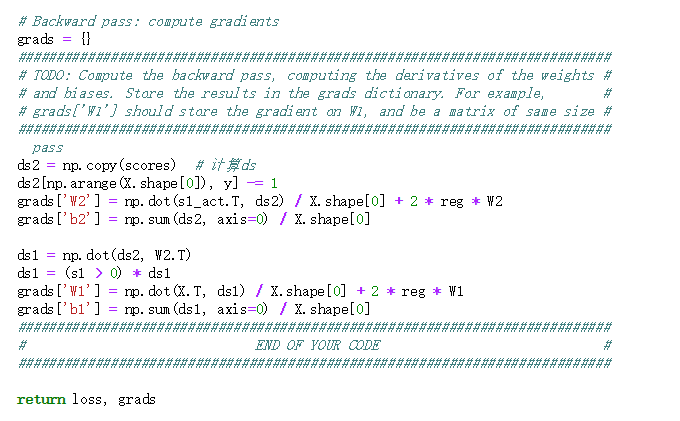 # Backward pass: compute gradients
grads = {}
#############################################################################
# TODO: Compute the backward pass, computing the derivatives of the weights #
# and biases. Store the results in the grads dictionary. For example,       #
# grads['W1'] should store the gradient on W1, and be a matrix of same size #
#############################################################################
  pass
ds2 = np.copy(scores)  # 计算ds
ds2[np.arange(X.shape[0]), y] -= 1
grads['W2'] = np.dot(s1_act.T, ds2) / X.shape[0] + 2 * reg * W2
grads['b2'] = np.sum(ds2, axis=0) / X.shape[0]

ds1 = np.dot(ds2, W2.T)
ds1 = (s1 > 0) * ds1
grads['W1'] = np.dot(X.T, ds1) / X.shape[0] + 2 * reg * W1
grads['b1'] = np.sum(ds1, axis=0) / X.shape[0]
#############################################################################
#                              END OF YOUR CODE                             #
#############################################################################

return loss, grads